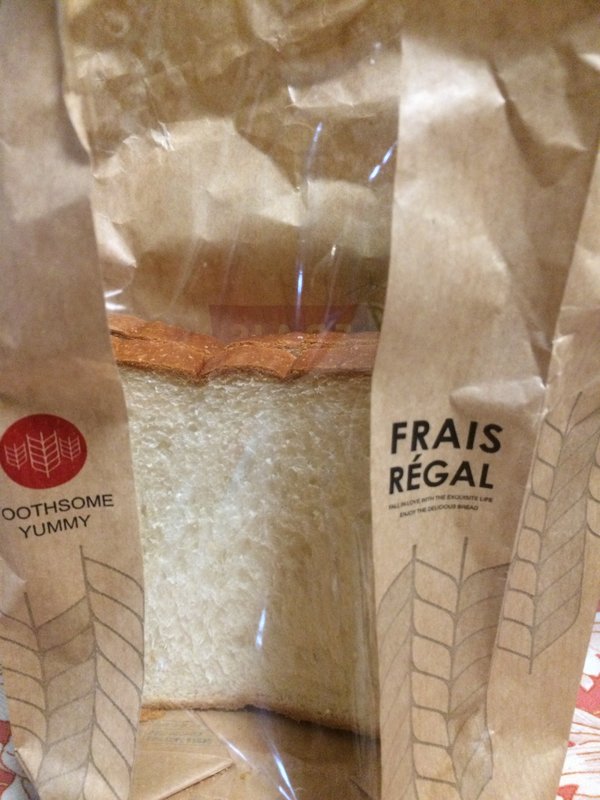 OOTHSOME
YUMMY
FRAIS
RÉGAL
FALL IN LOVE WITH THE EXQUISITE LIFE
ENJOY THE DELICIOUS BREAD